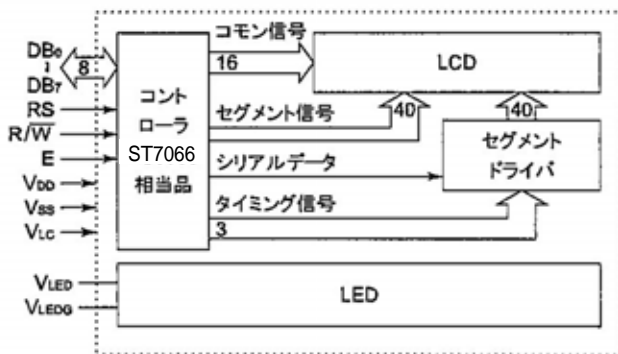 DB₀
≀
DB₇
8
RS
R/W̅
E
VDD
VSS
VLC
コント
ローラ
ST7066
相当品
コモン信号
16
LCD
セグメント信号
40
40
シリアルデータ
セグメント
ドライバ
タイミング信号
3
VLED
VLEDG
LED